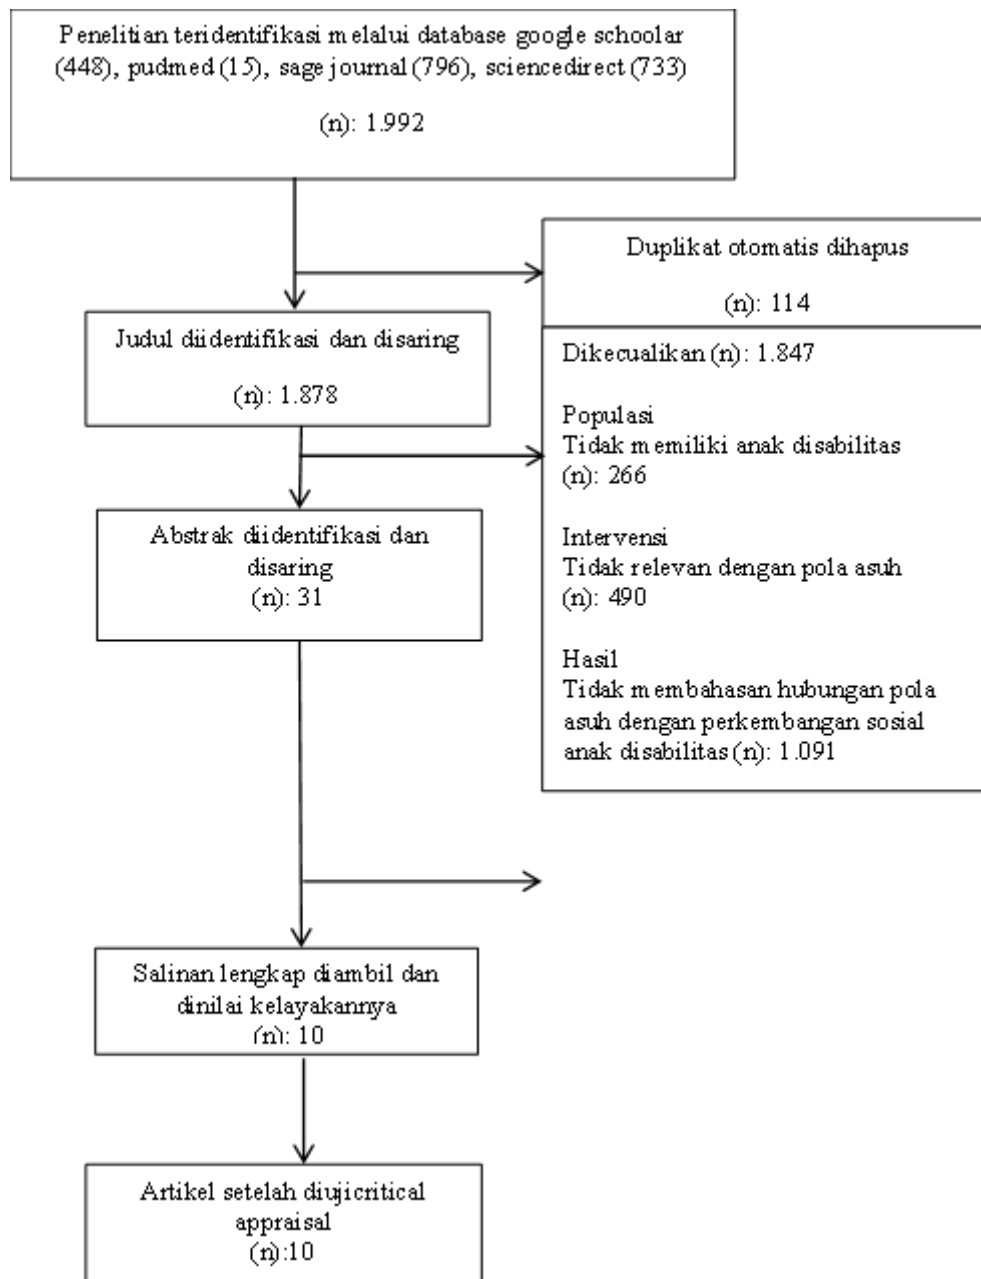 Penelitian teridentifikasi melalui database google schoolar
(448), pudmed (15), sage journal (796), sciencedirect (733)
(n): 1.992
Duplikat otomatis dihapus
(n): 114
Judul diidentifikasi dan disaring
(n): 1.878
Dikecualikan (n): 1.847
Populasi
Tidak memiliki anak disabilitas
(n): 266
Intervensi
Tidak relevan dengan pola asuh
(n): 490
Hasil
Tidak membahasan hubungan pola
asuh dengan perkembangan sosial
anak disabilitas (n): 1.091
Abstrak diidentifikasi dan
disaring
(n): 31
Salinan lengkap diambil dan
dinilai kelayakannya
(n): 10
Artikel setelah diujicritical
appraisal
(n):10